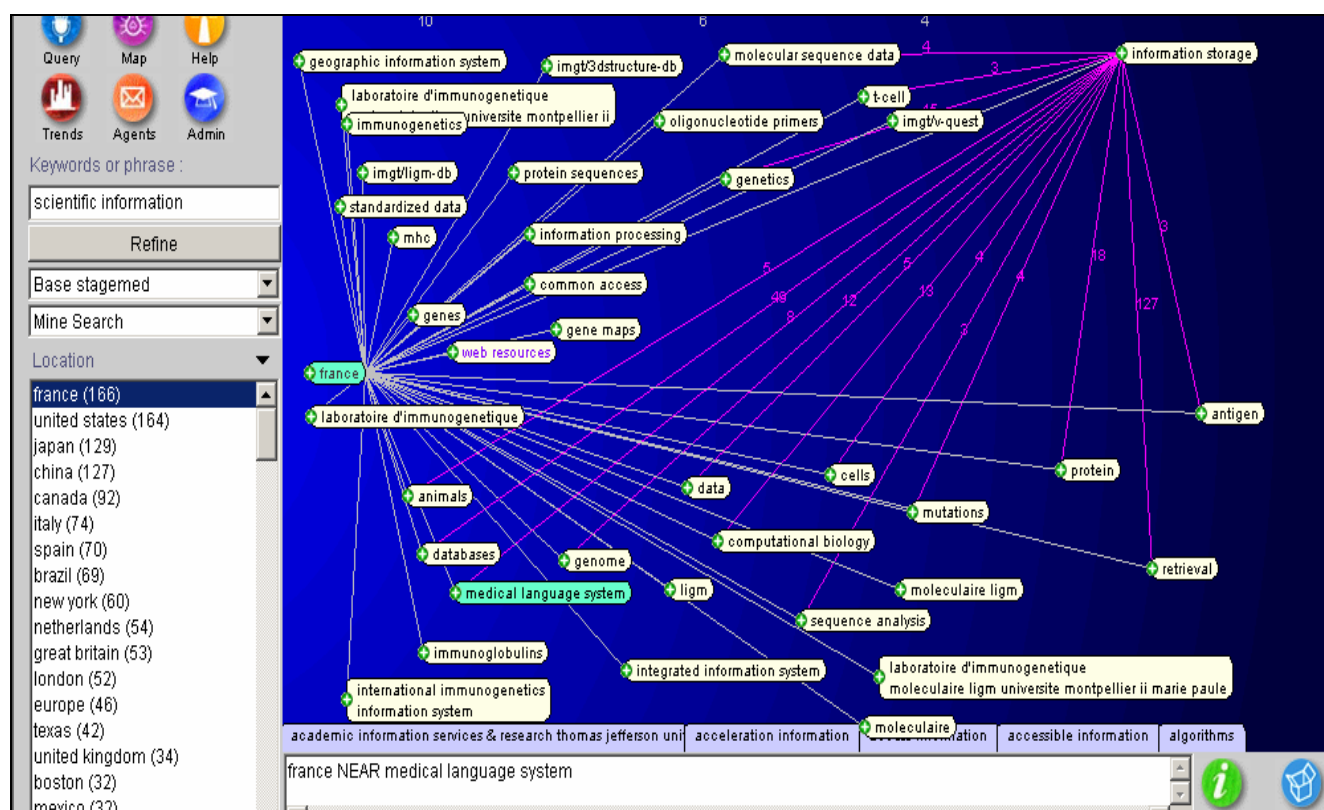 10
6
4
Query
Map
Help
Trends
Agents
Admin
Keywords or phrase :
scientific information
Refine
Base stagemed
Mine Search
Location
france (166)
united states (164)
japan (129)
china (127)
canada (92)
italy (74)
spain (70)
brazil (69)
new york (60)
netherlands (54)
great britain (53)
london (52)
europe (46)
texas (42)
united kingdom (34)
boston (32)
mexico (32)
geographic information system
imgt/3dstructure-db
molecular sequence data
4
information storage
3
laboratoire d'immunogenetique
universite montpellier ii
t-cell
45
immunogenetics
oligonucleotide primers
imgt/v-quest
imgt/ligm-db
protein sequences
genetics
standardized data
mhc
information processing
3
5
5
4
4
18
common access
49
12
13
127
genes
8
gene maps
3
web resources
france
laboratoire d'immunogenetique
antigen
animals
data
cells
protein
mutations
databases
genome
computational biology
retrieval
medical language system
ligm
moleculaire ligm
sequence analysis
immunoglobulins
integrated information system
laboratoire d'immunogenetique
moleculaire ligm universite montpellier ii marie paule
international immunogenetics
information system
moleculaire
academic information services & research thomas jefferson uni
acceleration information
accessible information
algorithms
france NEAR medical language system